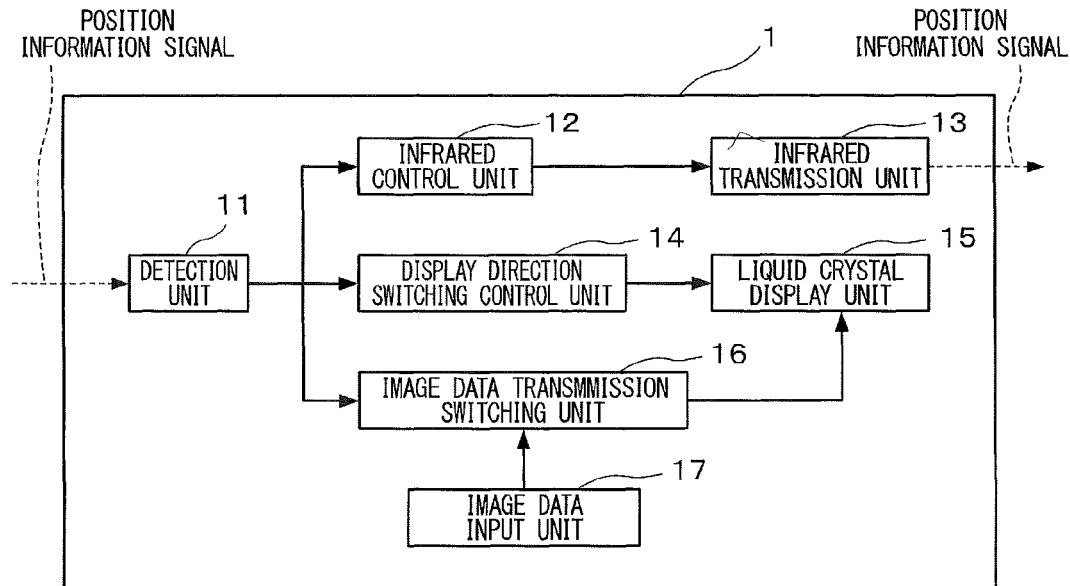 POSITION
INFORMATION SIGNAL
1
POSITION
INFORMATION SIGNAL
12
INFRARED
CONTROL UNIT
13
INFRARED
TRANSMISSION UNIT
11
DETECTION
UNIT
14
DISPLAY DIRECTION
SWITCHING CONTROL UNIT
15
LIQUID CRYSTAL
DISPLAY UNIT
16
IMAGE DATA TRANSMMISSION
SWITCHING UNIT
17
IMAGE DATA
INPUT UNIT